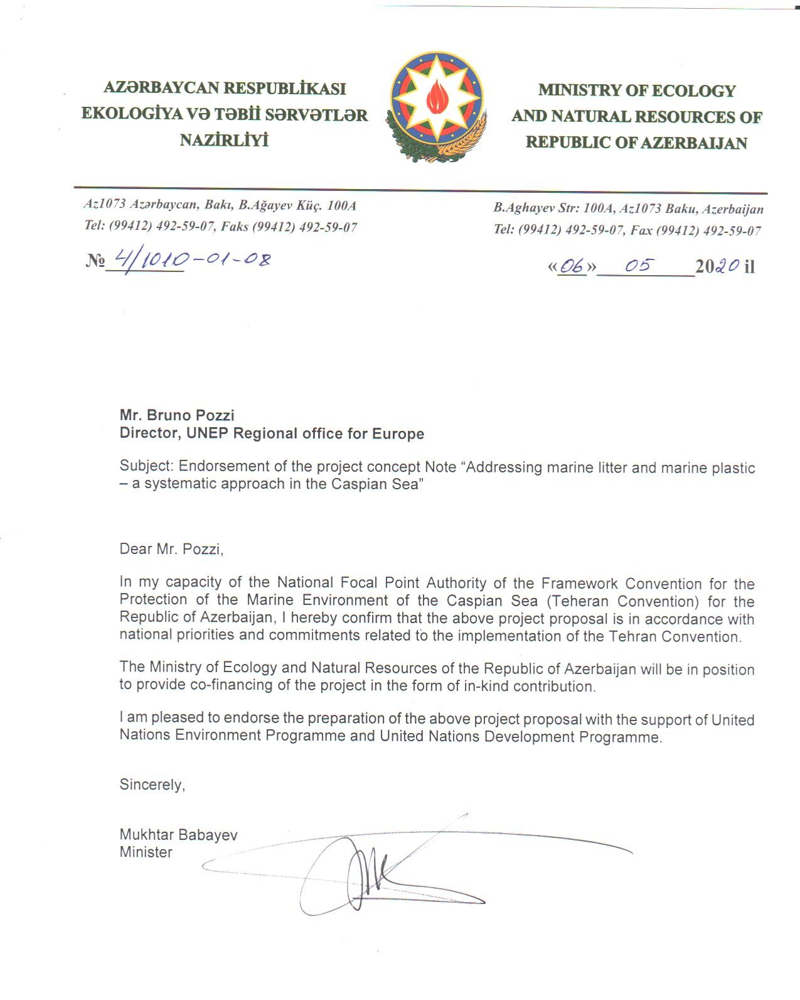 AZƏRBAYCAN RESPUBLİKASI
EKOLOGİYA VƏ TƏBİİ SƏRVƏTLƏR
NAZİRLİYİ
MINISTRY OF ECOLOGY
AND NATURAL RESOURCES OF
REPUBLIC OF AZERBAIJAN
Az1073 Azərbaycan, Bakı, B.Ağayev Küç. 100A
Tel: (99412) 492-59-07, Faks (99412) 492-59-07
B.Aghayev Str: 100A, Az1073 Baku, Azerbaijan
Tel: (99412) 492-59-07, Fax (99412) 492-59-07
№ 4/1010-01-08
«06» 05 2020 il
Mr. Bruno Pozzi
Director, UNEP Regional office for Europe
Subject: Endorsement of the project concept Note “Addressing marine litter and marine plastic
– a systematic approach in the Caspian Sea”
Dear Mr. Pozzi,
In my capacity of the National Focal Point Authority of the Framework Convention for the
Protection of the Marine Environment of the Caspian Sea (Teheran Convention) for the
Republic of Azerbaijan, I hereby confirm that the above project proposal is in accordance with
national priorities and commitments related to the implementation of the Tehran Convention.
The Ministry of Ecology and Natural Resources of the Republic of Azerbaijan will be in position
to provide co-financing of the project in the form of in-kind contribution.
I am pleased to endorse the preparation of the above project proposal with the support of United
Nations Environment Programme and United Nations Development Programme.
Sincerely,
Mukhtar Babayev
Minister